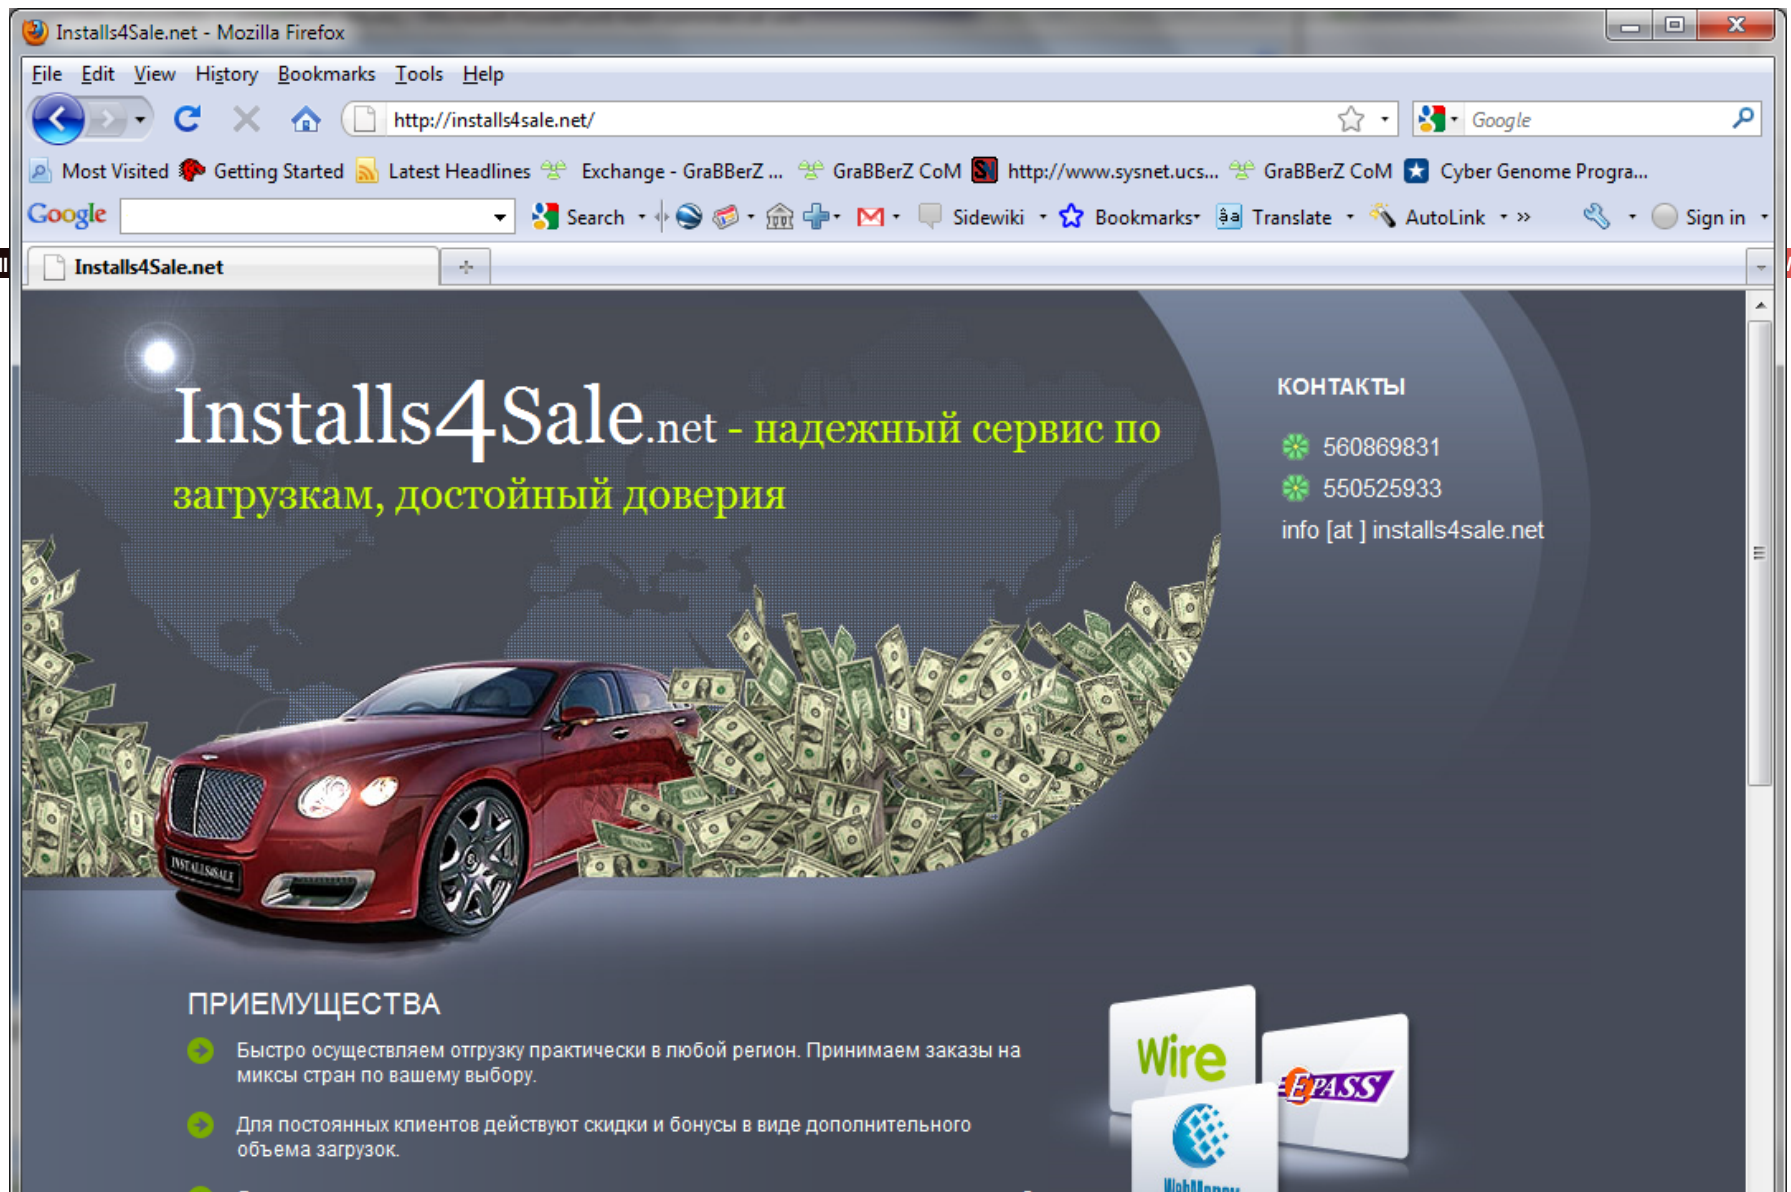 Installs4Sale.net - Mozilla Firefox
File Edit View History Bookmarks Tools Help
http://installs4sale.net/
Google
Most Visited Getting Started Latest Headlines Exchange - GraBBerZ ... GraBBerZ CoM http://www.sysnet.ucs... GraBBerZ CoM Cyber Genome Progra...
Google Search Sidewiki Bookmarks Translate AutoLink » Sign in
Installs4Sale.net
Installs4Sale.net - надежный сервис по
загрузкам, достойный доверия
КОНТАКТЫ
560869831
550525933
info [at ] installs4sale.net
INSTALLS4SALE
ПРИЕМУЩЕСТВА
Быстро осуществляем отгрузку практически в любой регион. Принимаем заказы на
миксы стран по вашему выбору.
Для постоянных клиентов действуют скидки и бонусы в виде дополнительного
объема загрузок.
Wire
EPASS
WebMoney